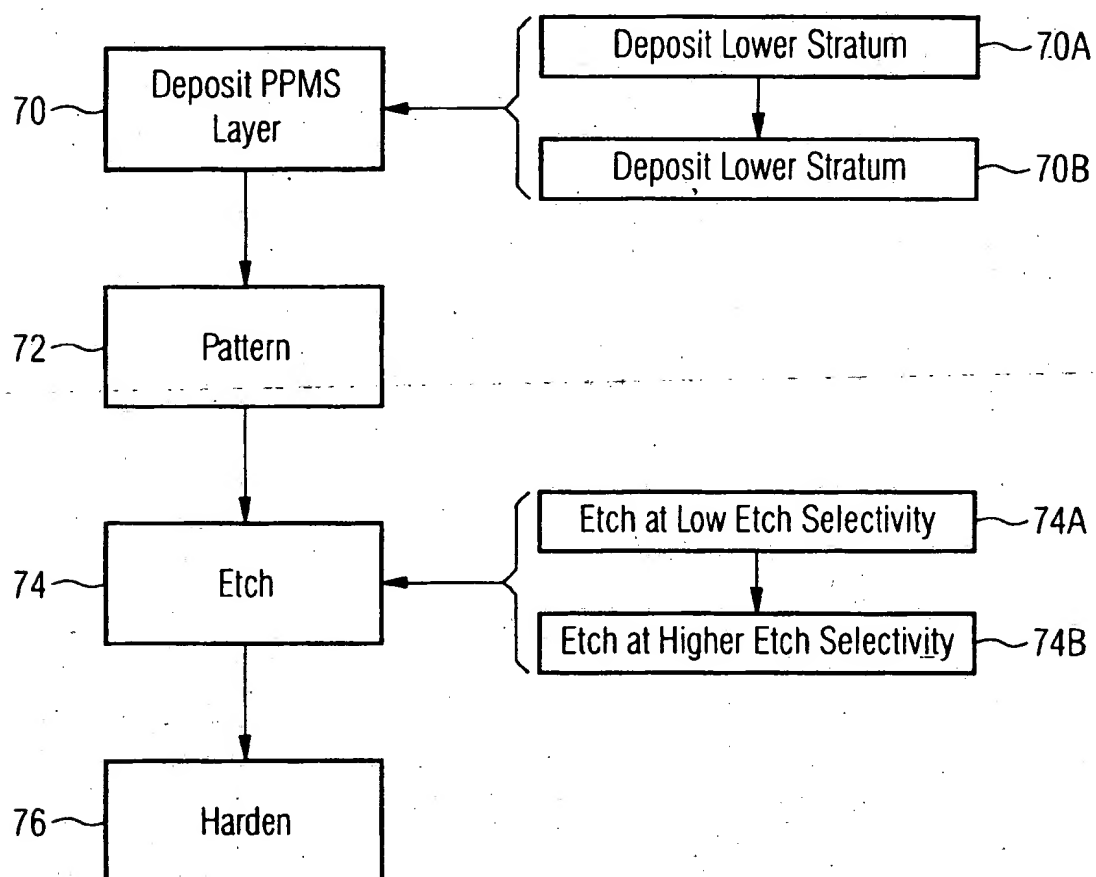 Deposit Lower Stratum
70A
70
Deposit PPMS
Layer
Deposit Lower Stratum
70B
72
Pattern
Etch at Low Etch Selectivity
74A
74
Etch
Etch at Higher Etch Selectivity
74B
76
Harden